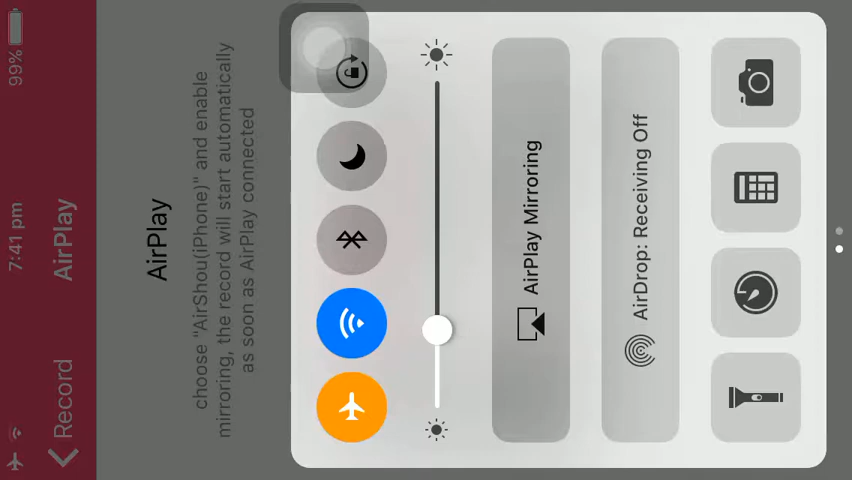 7:41 pm
99%
Record
AirPlay
AirPlay
choose "AirShou(iPhone)" and enable
mirroring, the record will start automatically
as soon as AirPlay connected
AirPlay Mirroring
AirDrop: Receiving Off